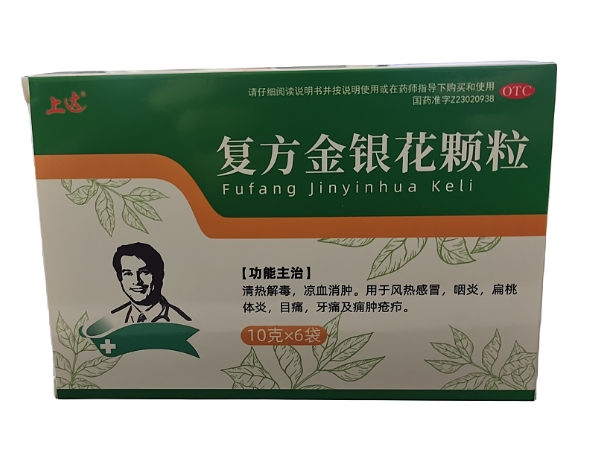 上达
请仔细阅读说明书并按说明使用或在药师指导下购买和使用
国药准字Z23020938
OTC
复方金银花颗粒
Fufang Jinyinhua Keli
【功能主治】
清热解毒，凉血消肿。用于风热感冒，咽炎，扁桃
体炎，目痛，牙痛及痈肿疮疖。
10克×6袋